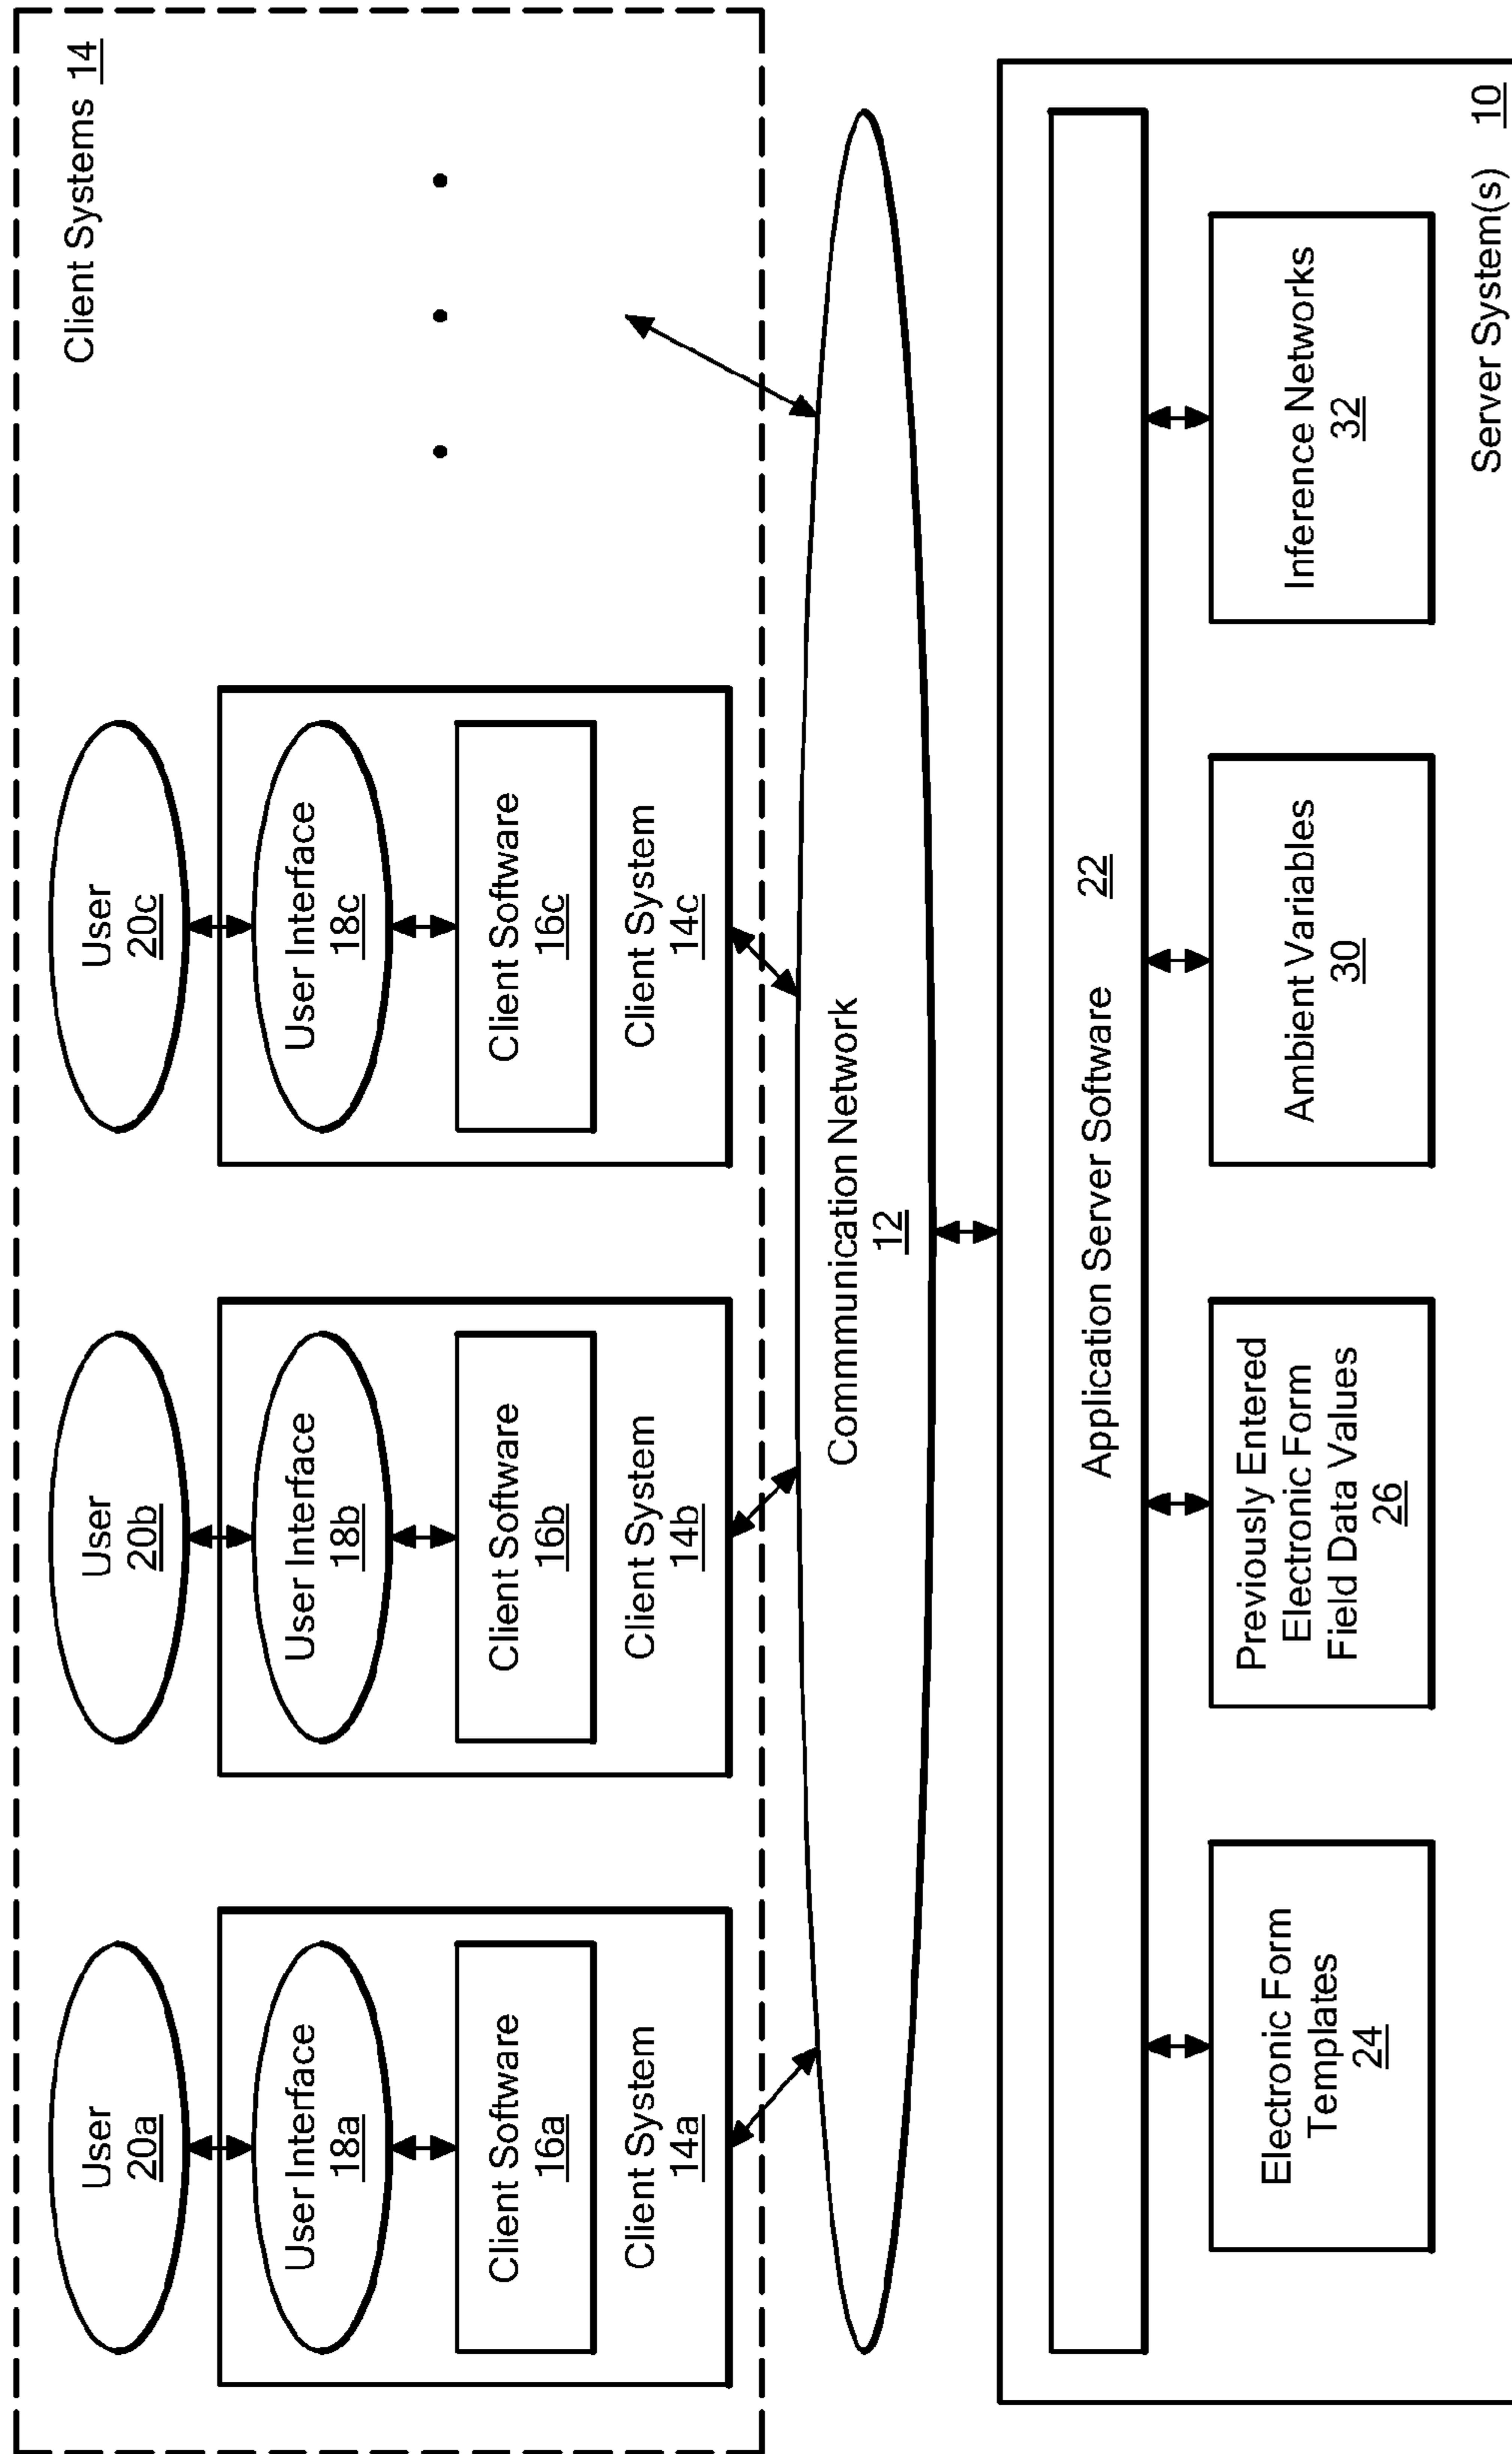 Client Systems 14
User
20a
User Interface
18a
Client Software
16a
Client System
14a
User
20b
User Interface
18b
Client Software
16b
Client System
14b
User
20c
User Interface
18c
Client Software
16c
Client System
14c
Communication Network
12
Application Server Software 22
Electronic Form
Templates
24
Previously Entered
Electronic Form
Field Data Values
26
Ambient Variables
30
Inference Networks
32
Server System(s) 10